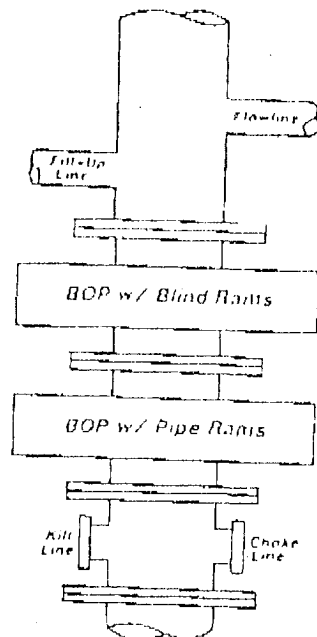 Flowline
Fill-Up
Line
BOP w/ Blind Rams
BOP w/ Pipe Rams
Kill
Line
Choke
Line